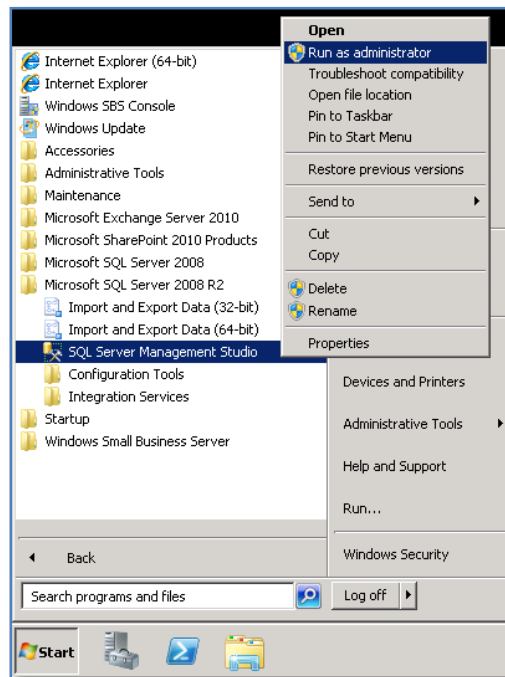 Internet Explorer (64-bit)
Internet Explorer
Windows SBS Console
Windows Update
Accessories
Administrative Tools
Maintenance
Microsoft Exchange Server 2010
Microsoft SharePoint 2010 Products
Microsoft SQL Server 2008
Microsoft SQL Server 2008 R2
Import and Export Data (32-bit)
Import and Export Data (64-bit)
SQL Server Management Studio
Configuration Tools
Integration Services
Startup
Windows Small Business Server
Back
Search programs and files
Open
Run as administrator
Troubleshoot compatibility
Open file location
Pin to Taskbar
Pin to Start Menu
Restore previous versions
Send to
Cut
Copy
Delete
Rename
Properties
Devices and Printers
Administrative Tools
Help and Support
Run...
Windows Security
Log off
Start